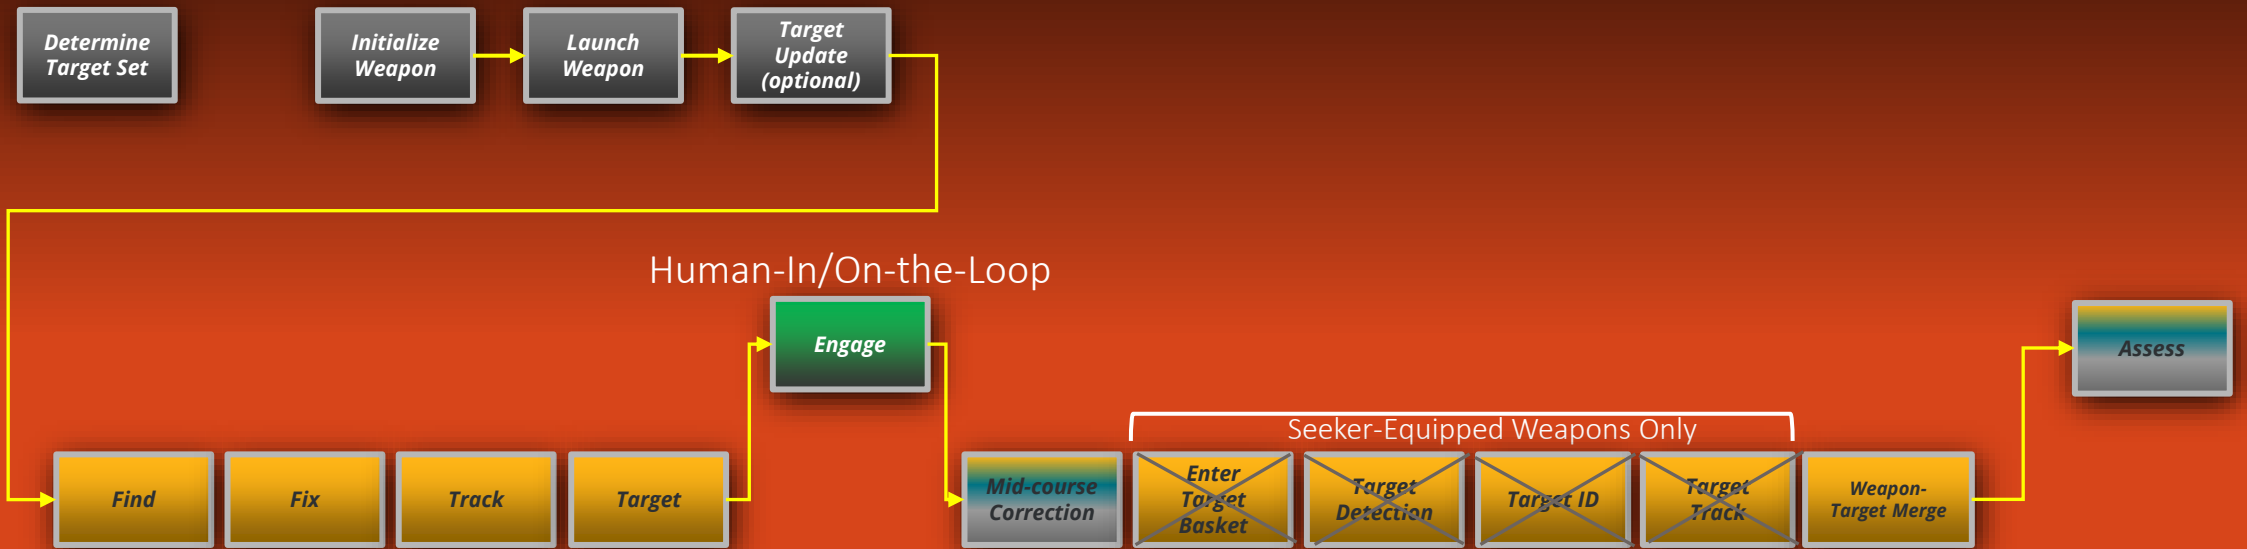 Determine
Target Set
Initialize
Weapon
Launch
Weapon
Target
Update
(optional)
Human-In/On-the-Loop
Engage
Assess
Seeker-Equipped Weapons Only
Find
Fix
Track
Target
Mid-course
Correction
Enter
Target
Basket
Target
Detection
Target ID
Target
Track
Weapon-
Target Merge